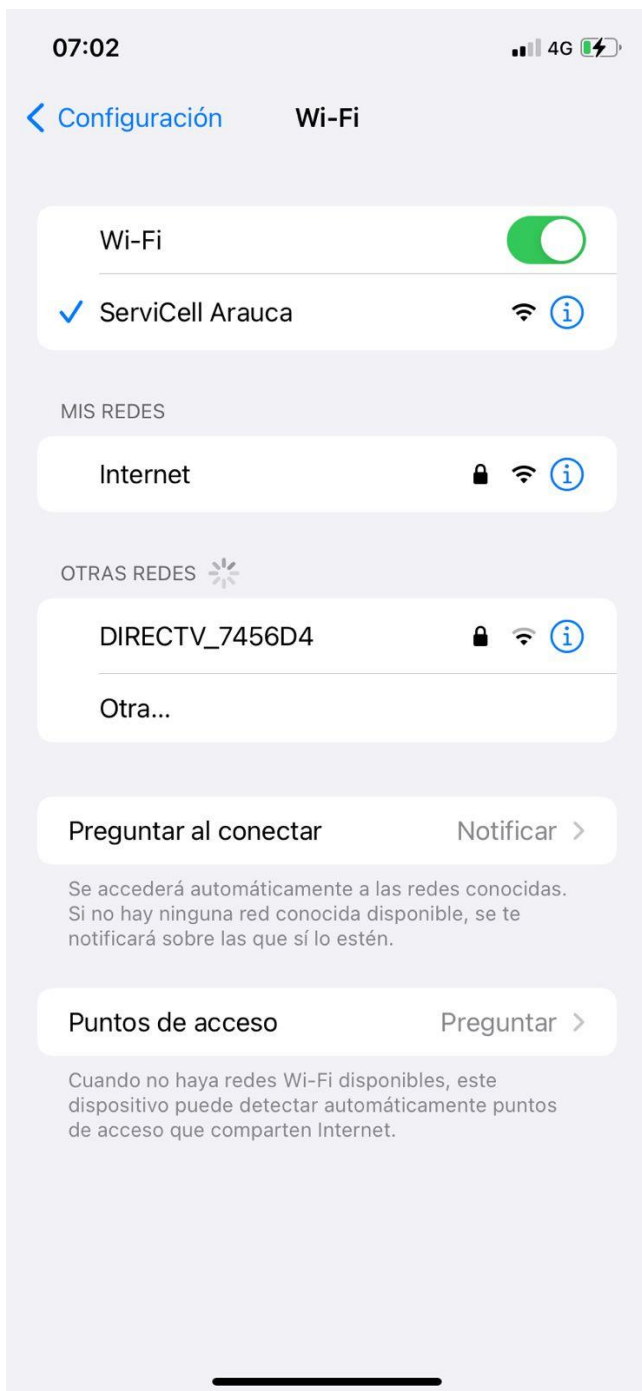 07:02 4G
Configuración Wi-Fi
Wi-Fi
ServiCell Arauca
MIS REDES
Internet
OTRAS REDES
DIRECTV_7456D4
Otra...
Preguntar al conectar Notificar
Se accederá automáticamente a las redes conocidas.
Si no hay ninguna red conocida disponible, se te
notificará sobre las que sí lo estén.
Puntos de acceso Preguntar
Cuando no haya redes Wi-Fi disponibles, este
dispositivo puede detectar automáticamente puntos
de acceso que comparten Internet.